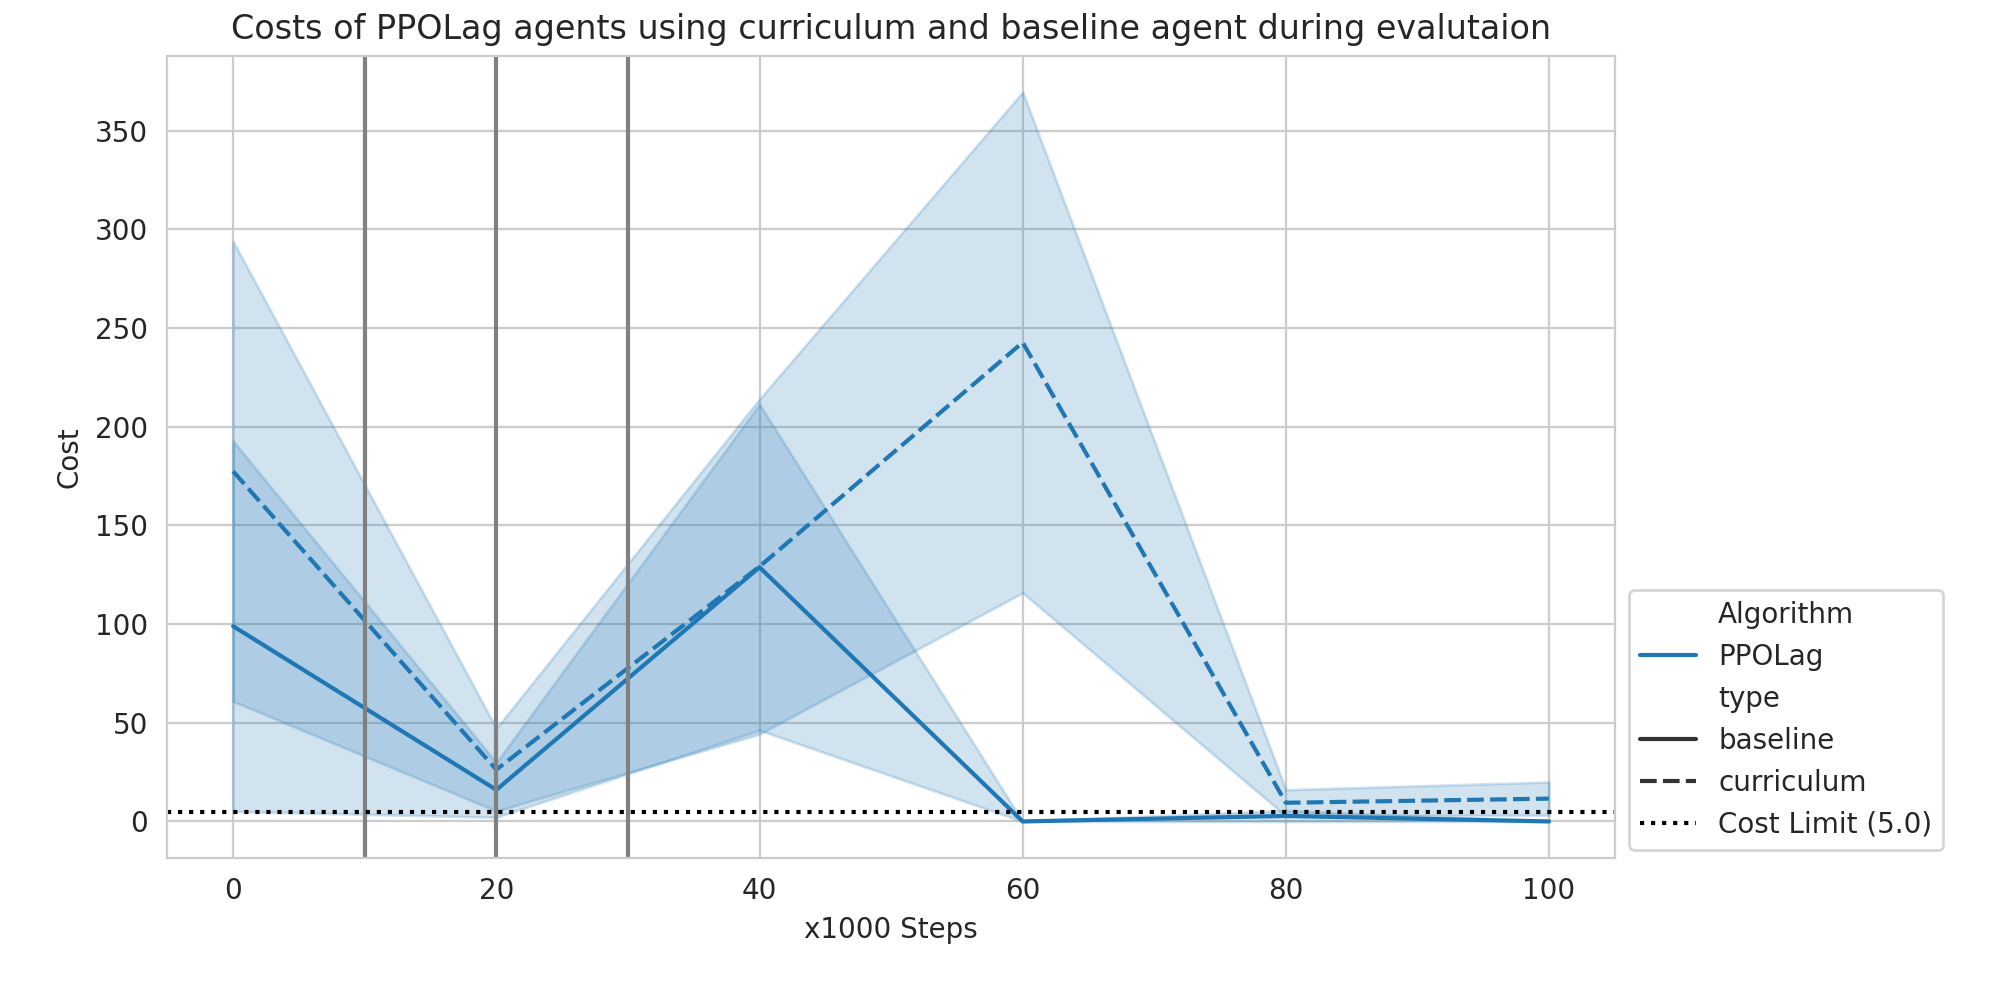 Costs of PPOLag agents using curriculum and baseline agent during evalutaion
350
300
250
200
150
100
50
0
Cost
0 20 40 60 80 100
x1000 Steps
Algorithm
PPOLag
type
baseline
curriculum
Cost Limit (5.0)